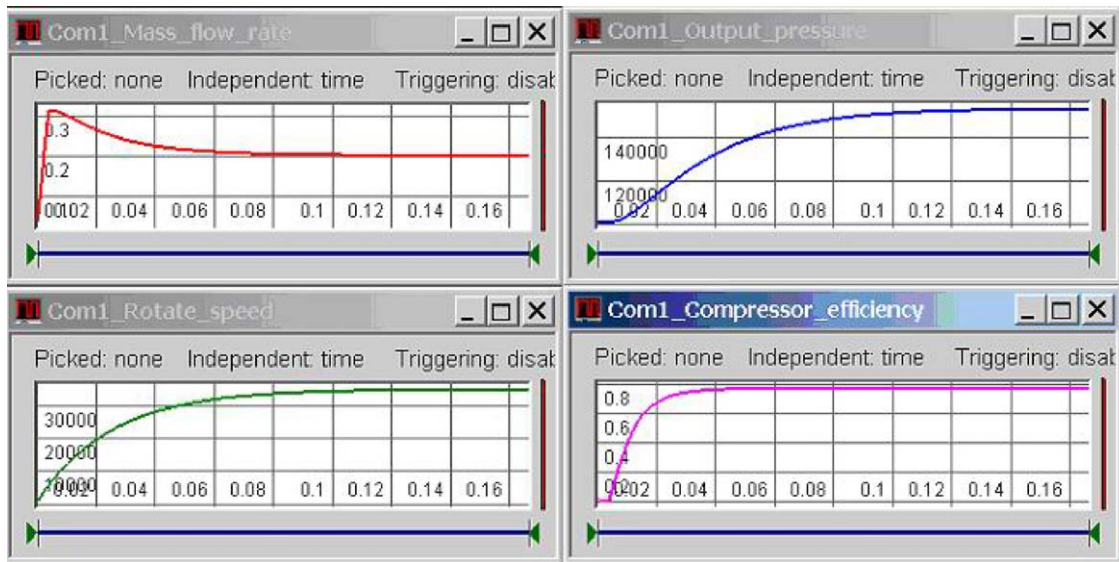 Com1_Mass_flow_rate
Picked: none Independent: time Triggering: disab
0.3
0.2
0.04 0.06 0.08 0.1 0.12 0.14 0.16
Com1_Output_pressure
Picked: none Independent: time Triggering: disab
140000
120000
0.02 0.04 0.06 0.08 0.1 0.12 0.14 0.16
Com1_Rotate_speed
Picked: none Independent: time Triggering: disab
30000
20000
0.04 0.06 0.08 0.1 0.12 0.14 0.16
Com1_Compressor_efficiency
Picked: none Independent: time Triggering: disab
0.8
0.6
0.4
0.04 0.06 0.08 0.1 0.12 0.14 0.16